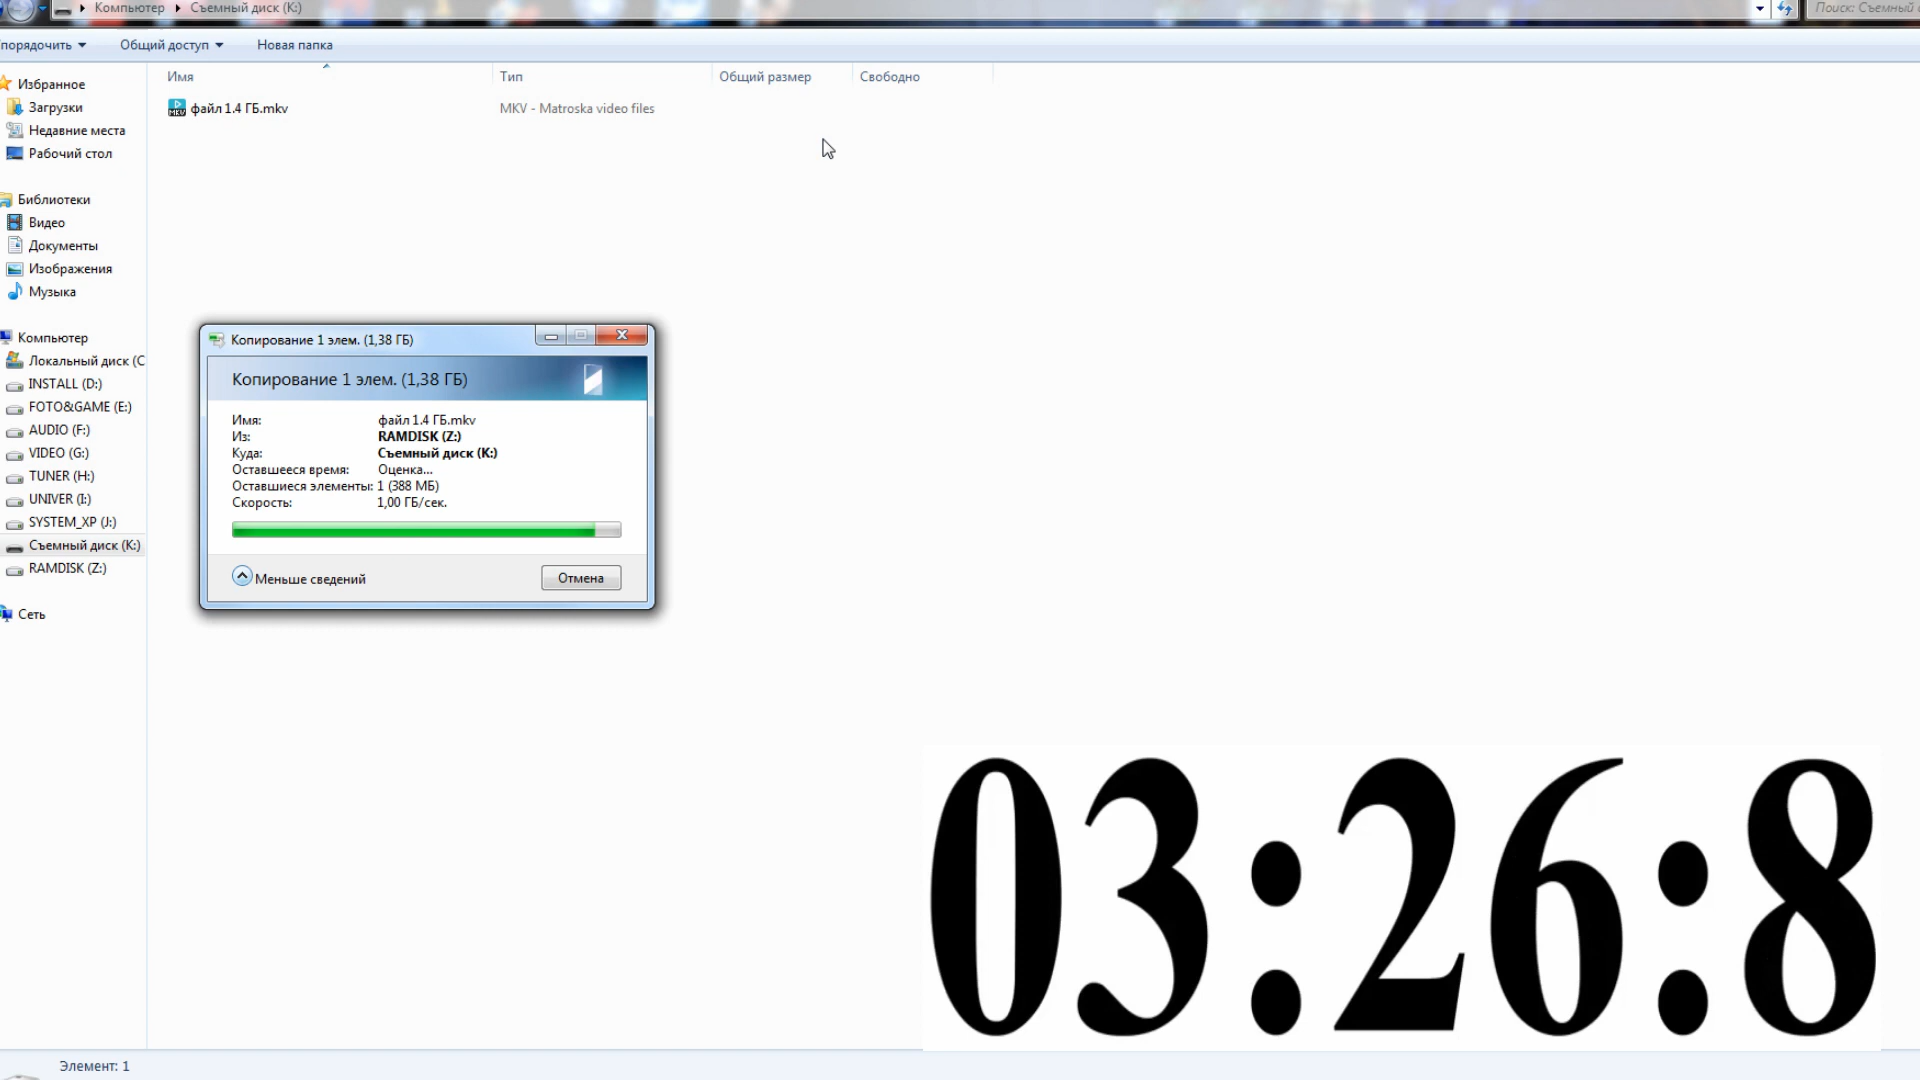 Компьютер ▸ Съемный диск (K:)
Поиск: Съемный
порядочить Общий доступ Новая папка
Имя Тип Общий размер Свободно
файл 1.4 ГБ.mkv MKV - Matroska video files
Избранное
Загрузки
Недавние места
Рабочий стол
Библиотеки
Видео
Документы
Изображения
Музыка
Компьютер
Локальный диск (C
INSTALL (D:)
FOTO&GAME (E:)
AUDIO (F:)
VIDEO (G:)
TUNER (H:)
UNIVER (I:)
SYSTEM_XP (J:)
Съемный диск (K:)
RAMDISK (Z:)
Сеть
Копирование 1 элем. (1,38 ГБ)
Копирование 1 элем. (1,38 ГБ)
Имя: файл 1.4 ГБ.mkv
Из: RAMDISK (Z:)
Куда: Съемный диск (K:)
Оставшееся время: Оценка...
Оставшиеся элементы: 1 (388 МБ)
Скорость: 1,00 ГБ/сек.
Меньше сведений Отмена
03:26:8
Элемент: 1